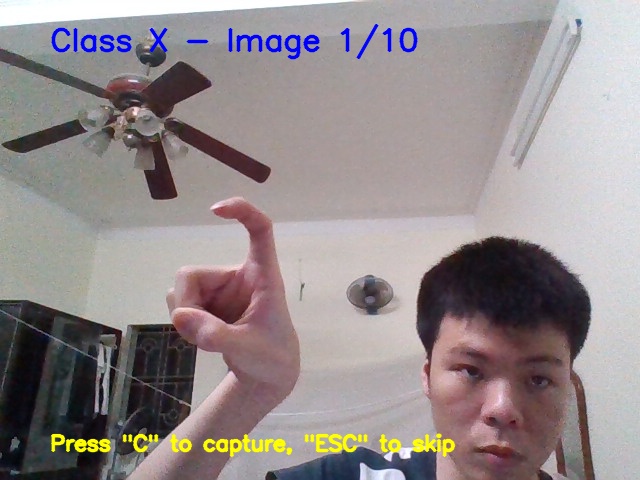 Class X - Image 1/10
Press "C" to capture, "ESC" to skip